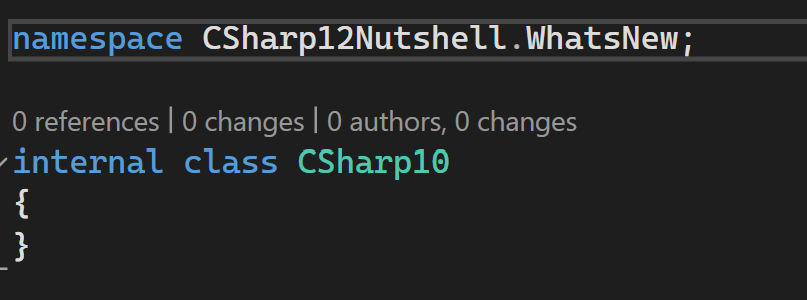 namespace CSharp12Nutshell.WhatsNew;
0 references | 0 changes | 0 authors, 0 changes
internal class CSharp10
{
}